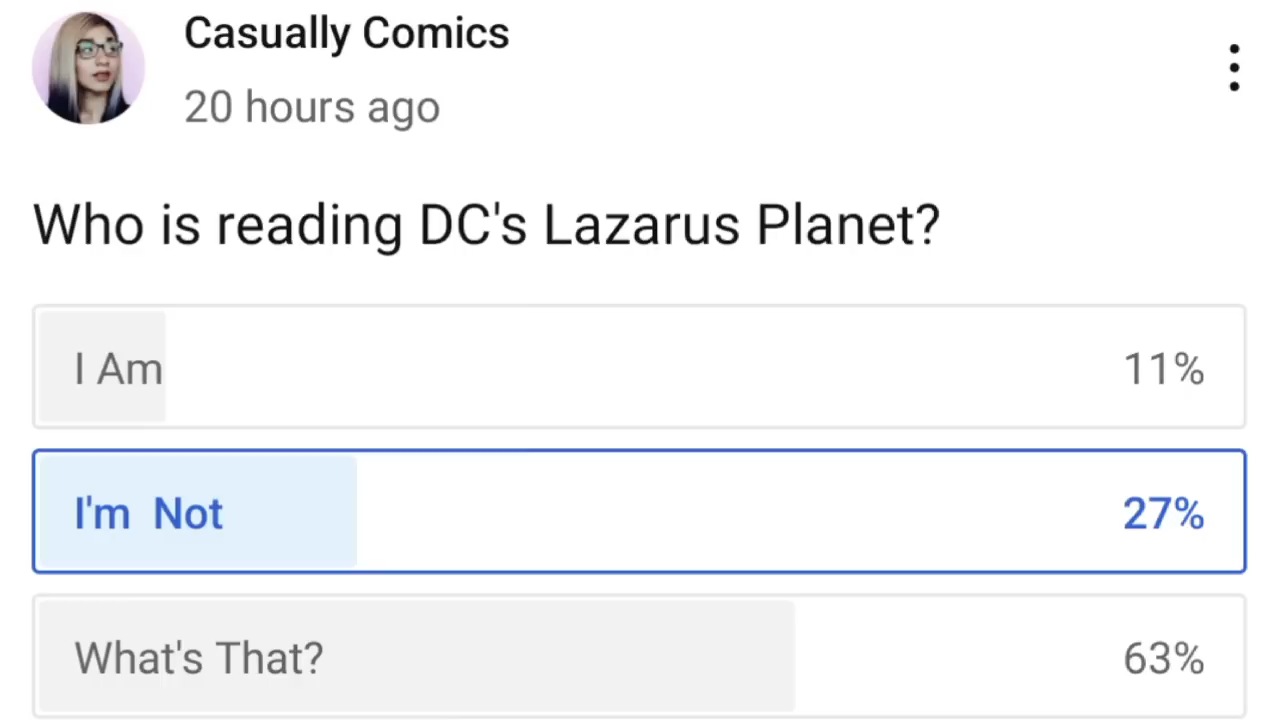 Casually Comics
20 hours ago
Who is reading DC's Lazarus Planet?
I Am 11%
I'm Not 27%
What's That? 63%